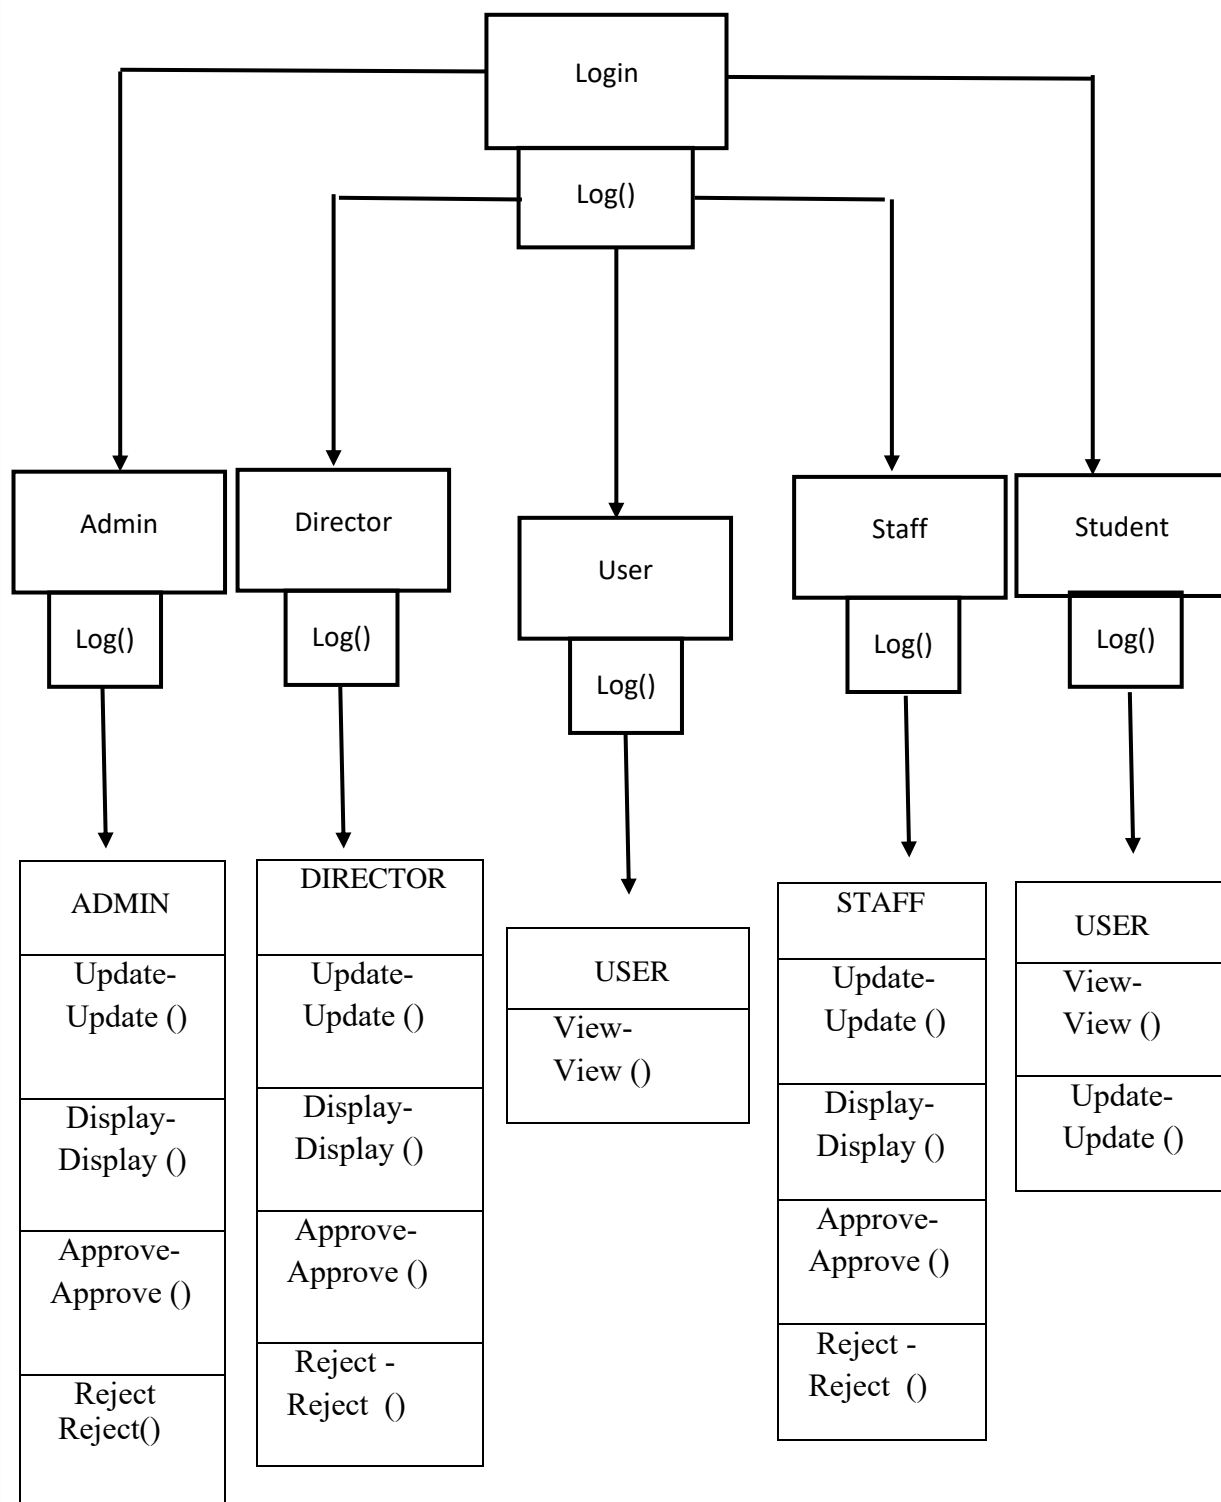 Login
Log()
Admin
Log()
Director
Log()
User
Log()
Staff
Log()
Student
Log()
ADMIN
Update-
Update ()
Display-
Display ()
Approve-
Approve ()
Reject
Reject()
DIRECTOR
Update-
Update ()
Display-
Display ()
Approve-
Approve ()
Reject -
Reject  ()
USER
View-
View ()
STAFF
Update-
Update ()
Display-
Display ()
Approve-
Approve ()
Reject -
Reject  ()
USER
View-
View ()
Update-
Update ()